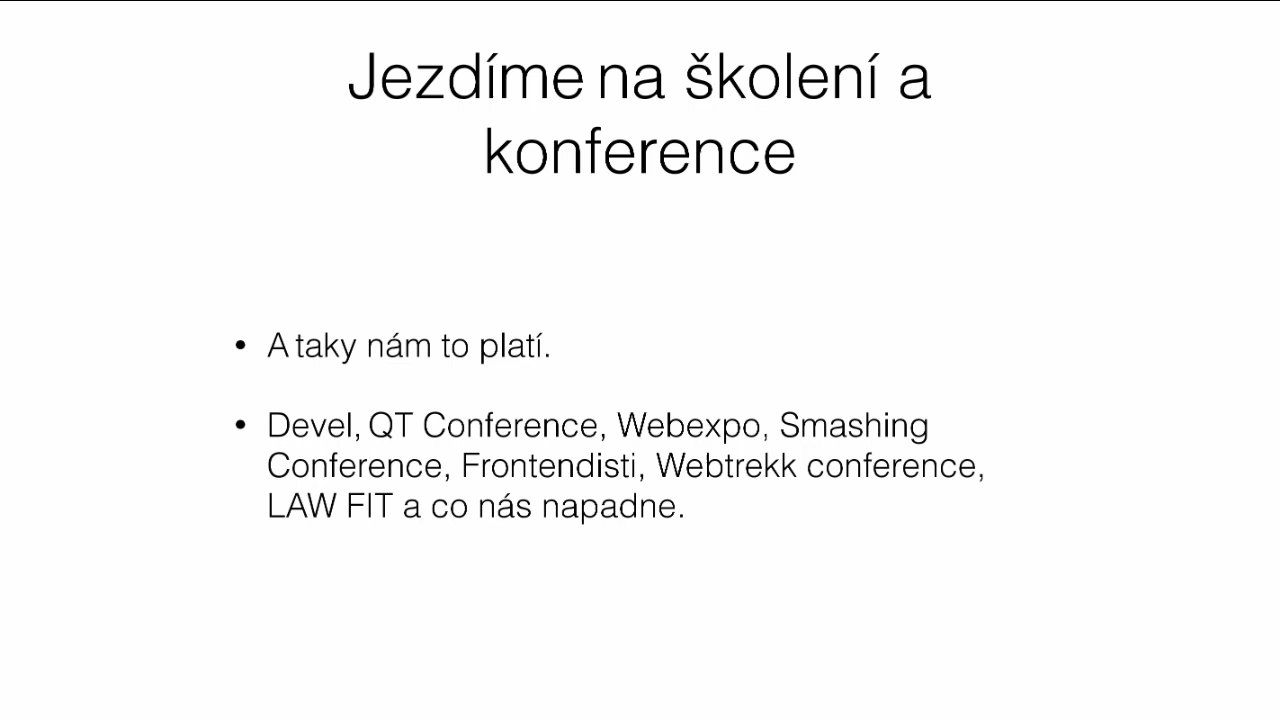 Jezdíme na školení a
konference
• A taky nám to platí.
• Devel, QT Conference, Webexpo, Smashing
Conference, Frontendisti, Webtrekk conference,
LAW FIT a co nás napadne.